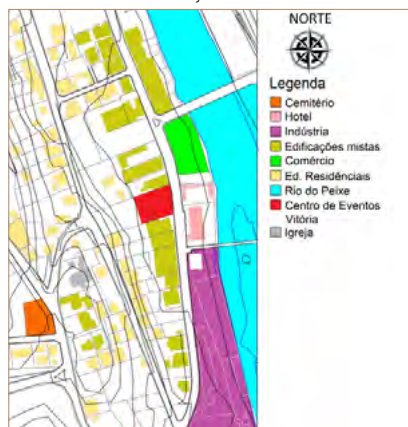 NORTE
Legenda
Cemitério
Hotel
Indústria
Edificações mistas
Comércio
Ed. Residênciais
Rio do Peixe
Centro de Eventos
Vitória
Igreja